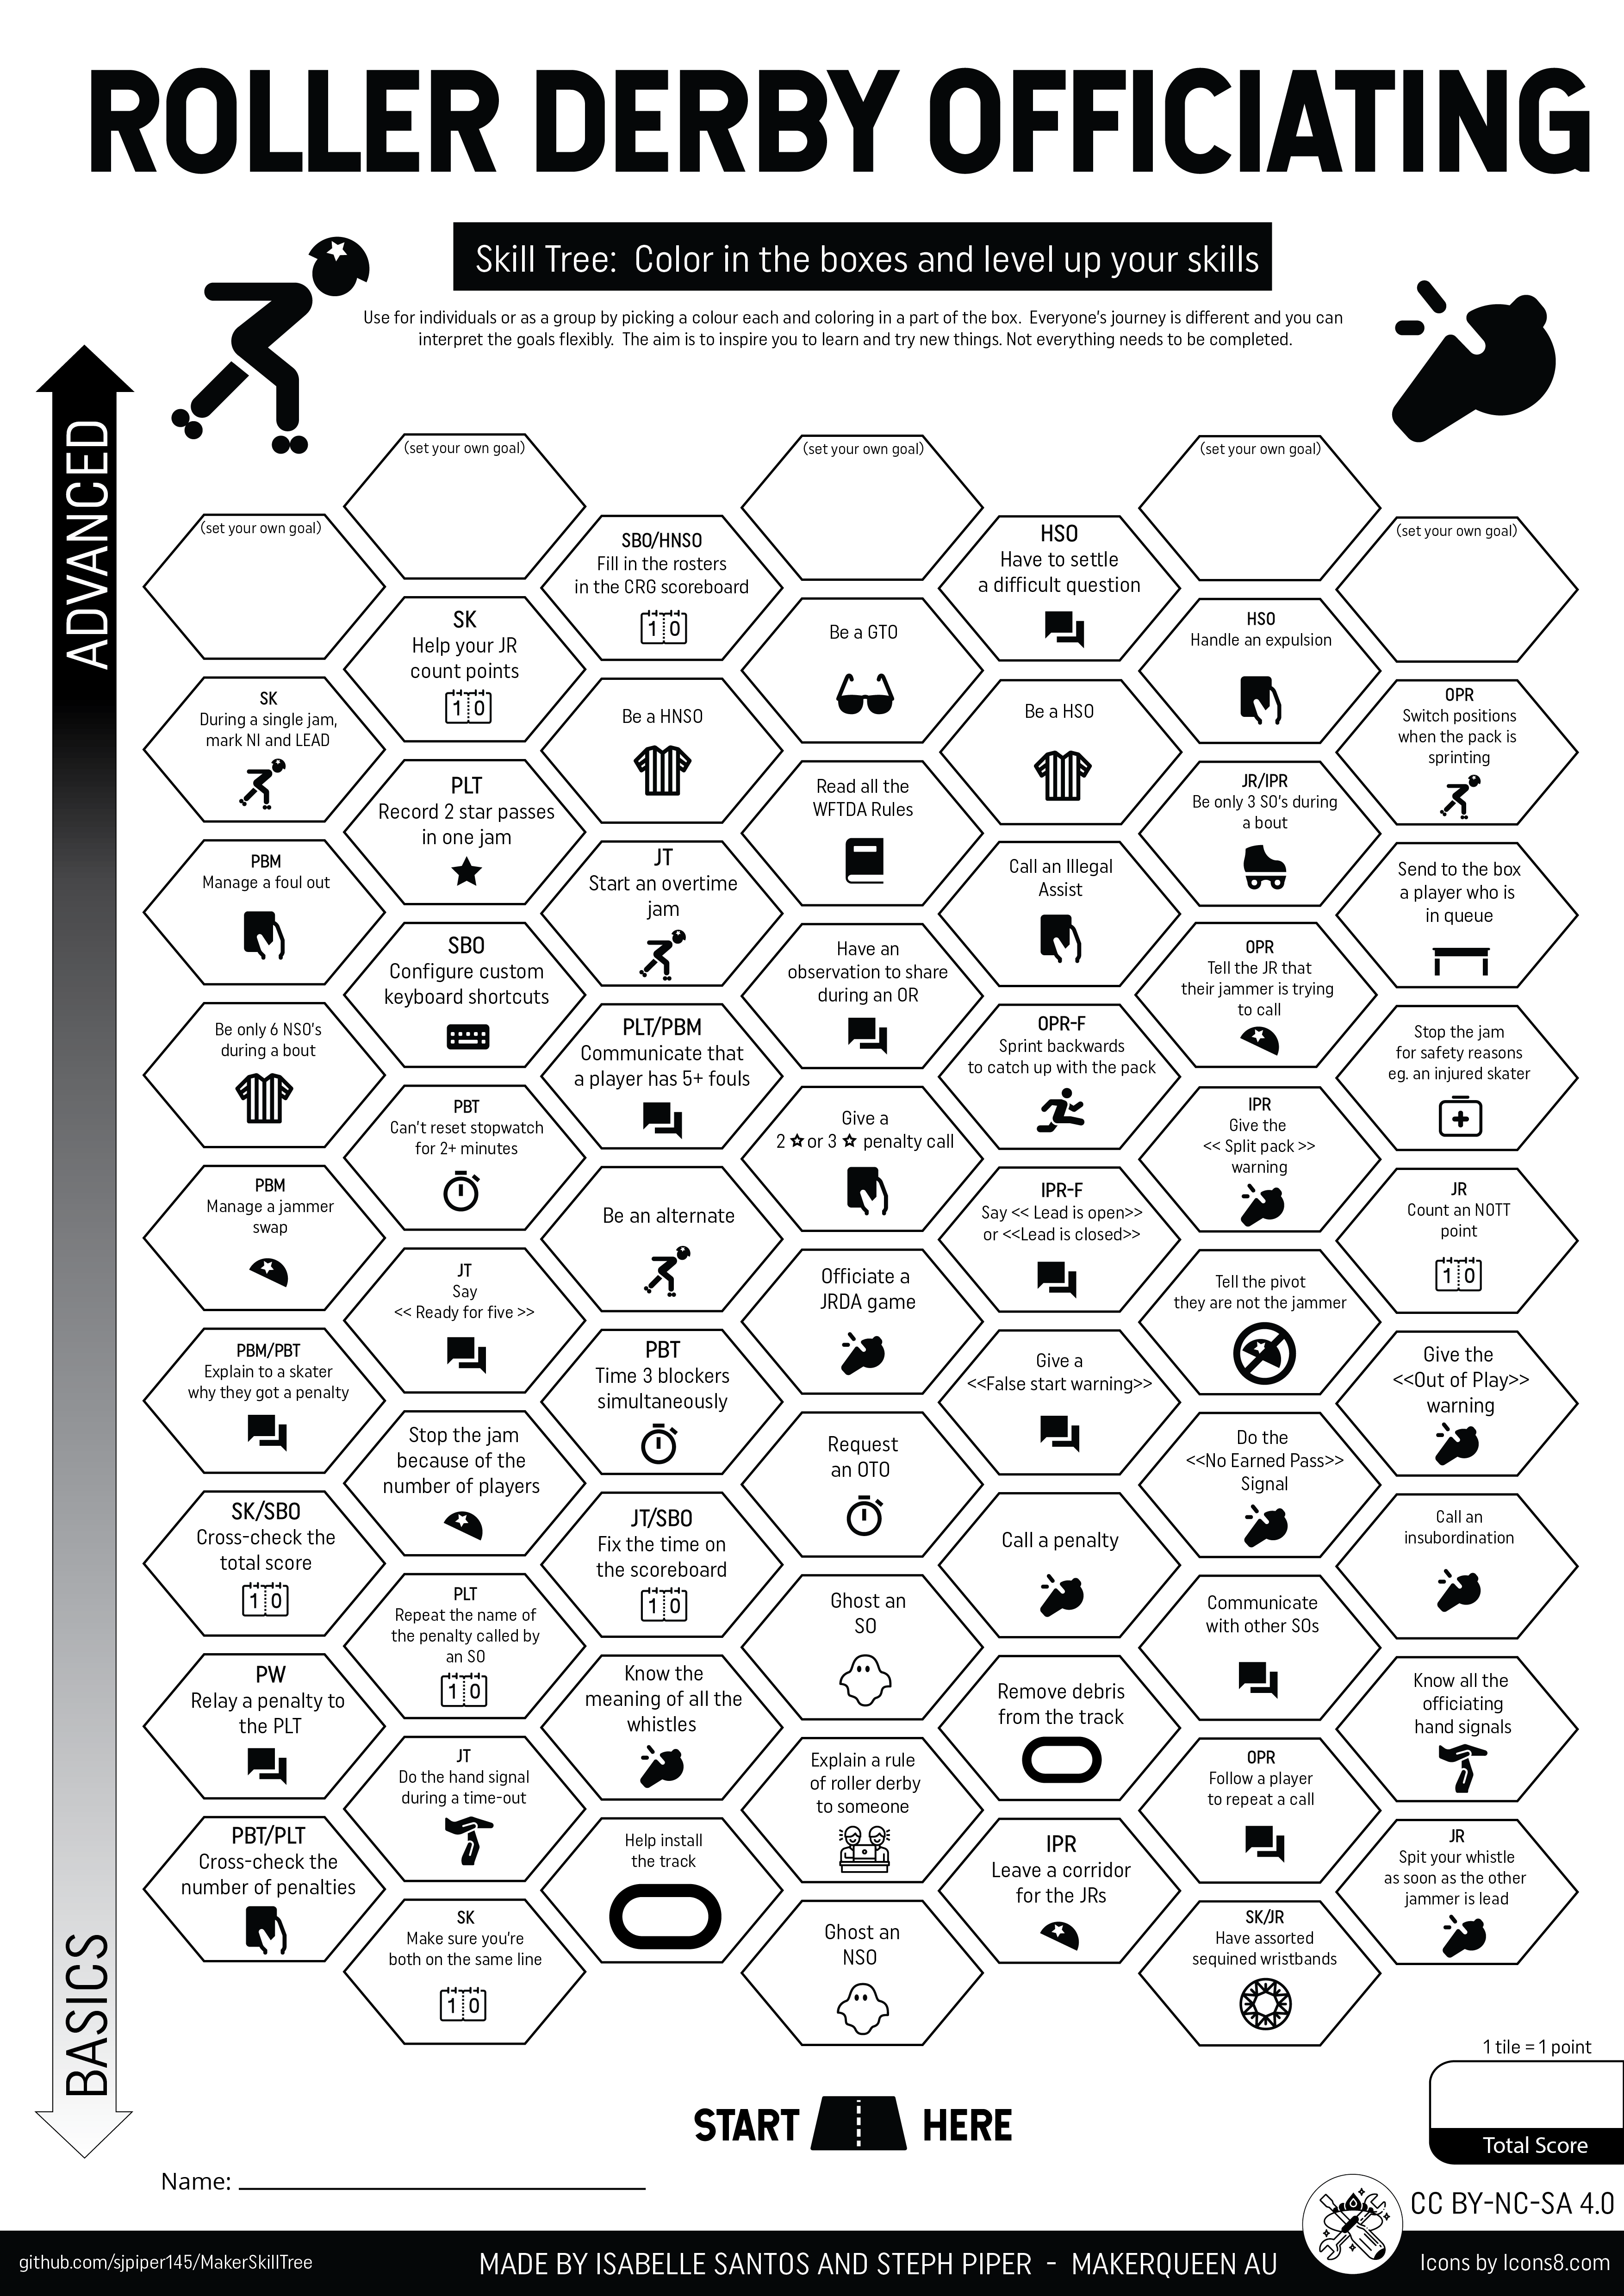 ROLLER DERBY OFFICIATING
Skill Tree: Color in the boxes and level up your skills
Use for individuals or as a group by picking a colour each and coloring in a part of the box. Everyone's journey is different and you can
interpret the goals flexibly. The aim is to inspire you to learn and try new things. Not everything needs to be completed.
ADVANCED
(set your own goal)
(set your own goal)
(set your own goal)
(set your own goal)
(set your own goal)
SBO/HNSO
Fill in the rosters
in the CRG scoreboard
1 0
HSO
Have to settle
a difficult question
SK
Help your JR
count points
1 0
Be a GTO
HSO
Handle an expulsion
SK
During a single jam,
mark NI and LEAD
Be a HNSO
Be a HSO
OPR
Switch positions
when the pack is
sprinting
PLT
Record 2 star passes
in one jam
Read all the
WFTDA Rules
JR/IPR
Be only 3 SO's during
a bout
PBM
Manage a foul out
JT
Start an overtime
jam
Call an Illegal
Assist
Send to the box
a player who is
in queue
SBO
Configure custom
keyboard shortcuts
Have an
observation to share
during an OR
OPR
Tell the JR that
their jammer is trying
to call
Be only 6 NSO's
during a bout
PLT/PBM
Communicate that
a player has 5+ fouls
OPR-F
Sprint backwards
to catch up with the pack
Stop the jam
for safety reasons
eg. an injured skater
PBT
Can't reset stopwatch
for 2+ minutes
Give a
2 ☆ or 3 ☆ penalty call
IPR
Give the
<< Split pack >>
warning
PBM
Manage a jammer
swap
Be an alternate
IPR-F
Say << Lead is open>>
or <<Lead is closed>>
JR
Count an NOTT
point
1 0
JT
Say
<< Ready for five >>
Officiate a
JRDA game
Tell the pivot
they are not the jammer
PBM/PBT
Explain to a skater
why they got a penalty
PBT
Time 3 blockers
simultaneously
Give a
<<False start warning>>
Give the
<<Out of Play>>
warning
Stop the jam
because of the
number of players
Request
an OTO
Do the
<<No Earned Pass>>
Signal
SK/SBO
Cross-check the
total score
1 0
JT/SBO
Fix the time on
the scoreboard
1 0
Call a penalty
Call an
insubordination
PLT
Repeat the name of
the penalty called by
an SO
1 0
Ghost an
SO
Communicate
with other SOs
PW
Relay a penalty to
the PLT
Know the
meaning of all the
whistles
Remove debris
from the track
Know all the
officiating
hand signals
JT
Do the hand signal
during a time-out
Explain a rule
of roller derby
to someone
OPR
Follow a player
to repeat a call
PBT/PLT
Cross-check the
number of penalties
Help install
the track
IPR
Leave a corridor
for the JRs
JR
Spit your whistle
as soon as the other
jammer is lead
SK
Make sure you're
both on the same line
1 0
Ghost an
NSO
SK/JR
Have assorted
sequined wristbands
BASICS
1 tile = 1 point
Total Score
START HERE
Name:
CC BY-NC-SA 4.0
github.com/sjpiper145/MakerSkillTree
MADE BY ISABELLE SANTOS AND STEPH PIPER - MAKERQUEEN AU
Icons by Icons8.com